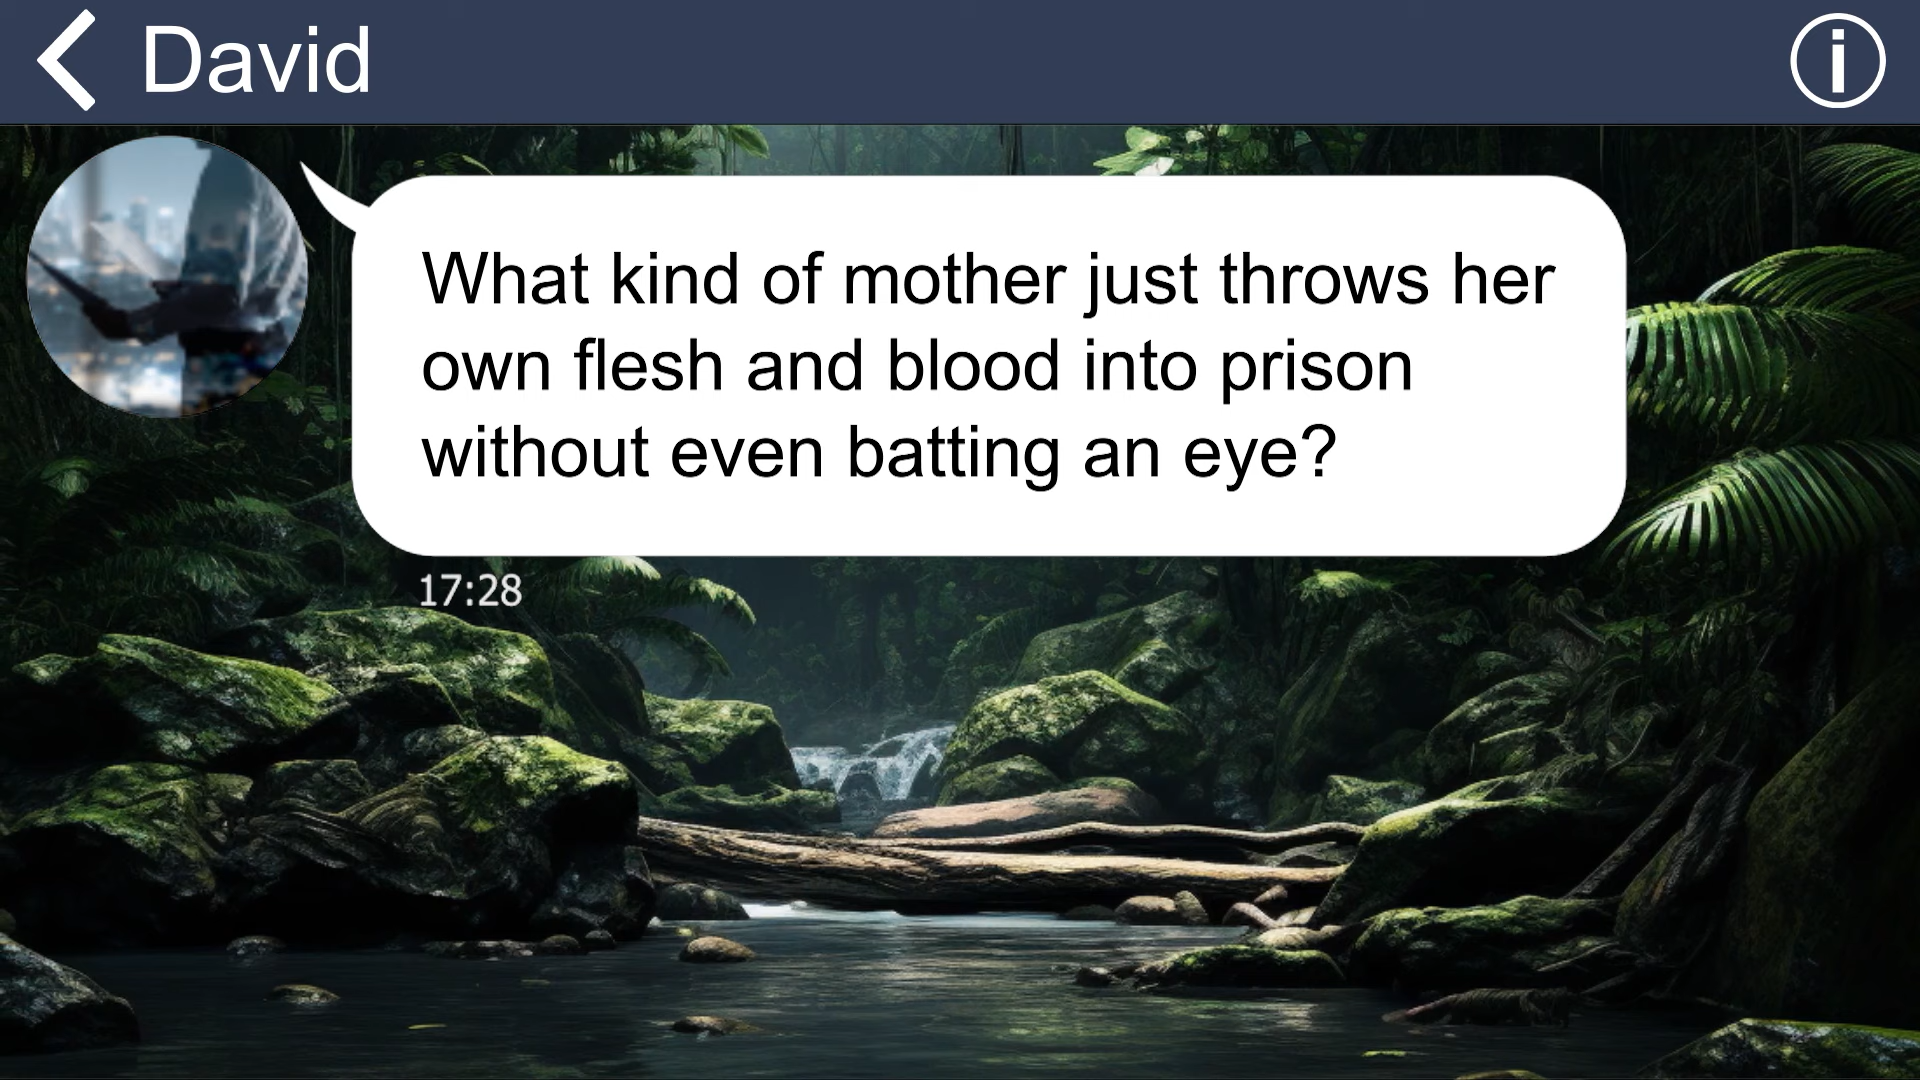 David
What kind of mother just throws her
own flesh and blood into prison
without even batting an eye?
17:28